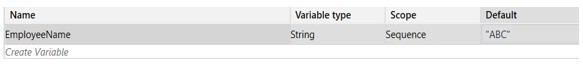 Name Variable type Scope Default
EmployeeName String Sequence "ABC"
Create Variable